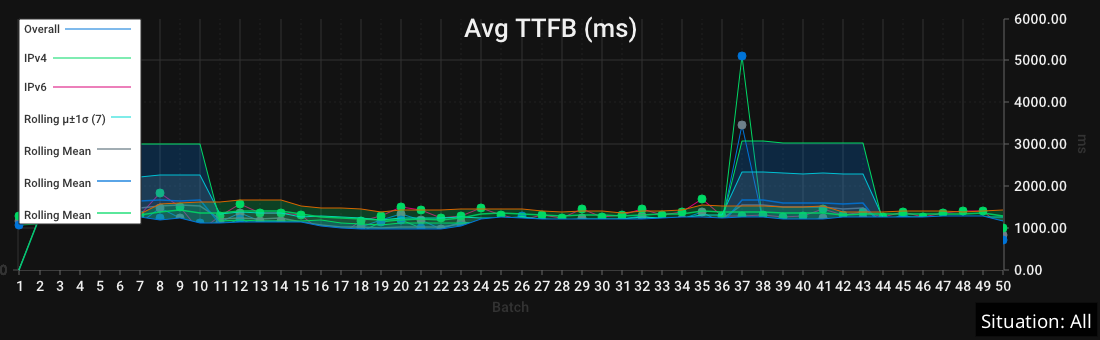 Avg TTFB (ms)
Overall
IPv4
IPv6
Rolling μ±1σ (7)
Rolling Mean
Rolling Mean
Rolling Mean
6000.00
5000.00
4000.00
3000.00
2000.00
1000.00
0.00
ms
0
1 2 3 4 5 6 7 8 9 10 11 12 13 14 15 16 17 18 19 20 21 22 23 24 25 26 27 28 29 30 31 32 33 34 35 36 37 38 39 40 41 42 43 44 45 46 47 48 49 50
Batch
Situation: All